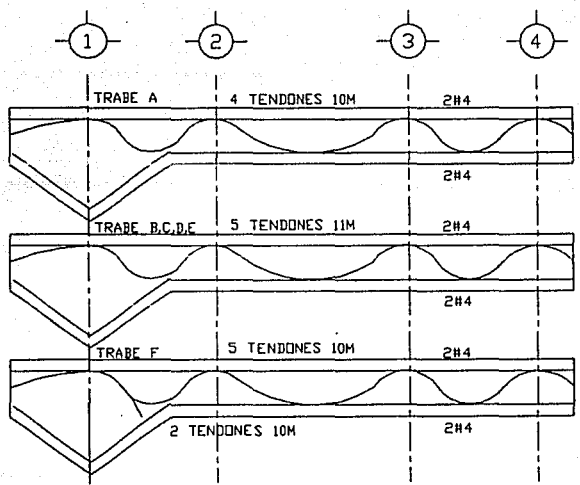 1 2 3 4
TRABE A 4 TENDONES 10M 2#4
2#4
TRABE B,C,D,E 5 TENDONES 11M 2#4
2#4
TRABE F 5 TENDONES 10M 2#4
2 TENDONES 10M 2#4